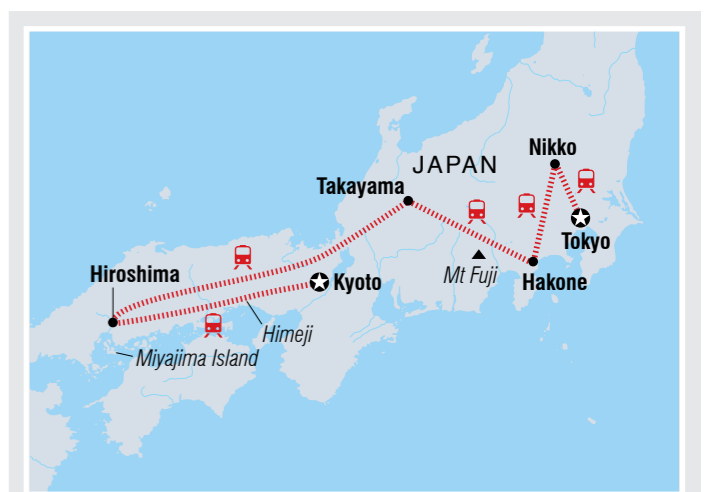 Nikko
JAPAN
Takayama
Tokyo
Mt Fuji
Hakone
Hiroshima
Kyoto
Himeji
Miyajima Island